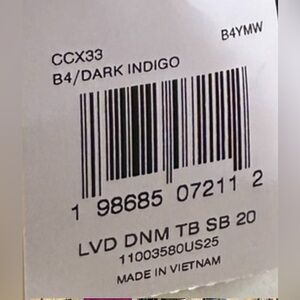 CCX33 B4YMW
B4/DARK INDIGO
1 98685 07211 2
LVD DNM TB SB 20
11003580US25
MADE IN VIETNAM